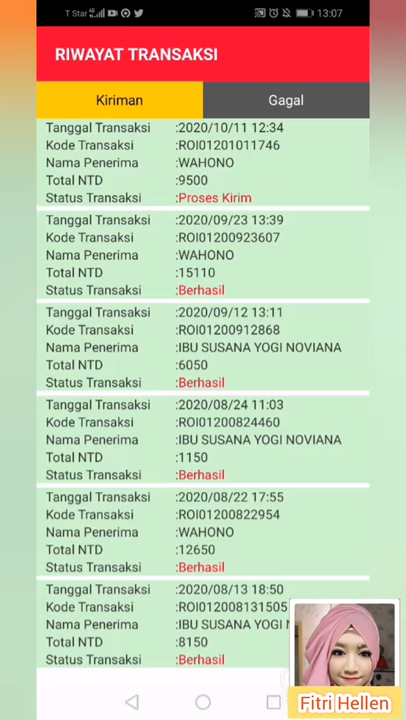 T Star 13:07
RIWAYAT TRANSAKSI
Kiriman Gagal
Tanggal Transaksi :2020/10/11 12:34
Kode Transaksi :ROI01201011746
Nama Penerima :WAHONO
Total NTD :9500
Status Transaksi :Proses Kirim
Tanggal Transaksi :2020/09/23 13:39
Kode Transaksi :ROI01200923607
Nama Penerima :WAHONO
Total NTD :15110
Status Transaksi :Berhasil
Tanggal Transaksi :2020/09/12 13:11
Kode Transaksi :ROI01200912868
Nama Penerima :IBU SUSANA YOGI NOVIANA
Total NTD :6050
Status Transaksi :Berhasil
Tanggal Transaksi :2020/08/24 11:03
Kode Transaksi :ROI01200824460
Nama Penerima :IBU SUSANA YOGI NOVIANA
Total NTD :1150
Status Transaksi :Berhasil
Tanggal Transaksi :2020/08/22 17:55
Kode Transaksi :ROI01200822954
Nama Penerima :WAHONO
Total NTD :12650
Status Transaksi :Berhasil
Tanggal Transaksi :2020/08/13 18:50
Kode Transaksi :ROI012008131505
Nama Penerima :IBU SUSANA YOGI
Total NTD :8150
Status Transaksi :Berhasil
Fitri Hellen